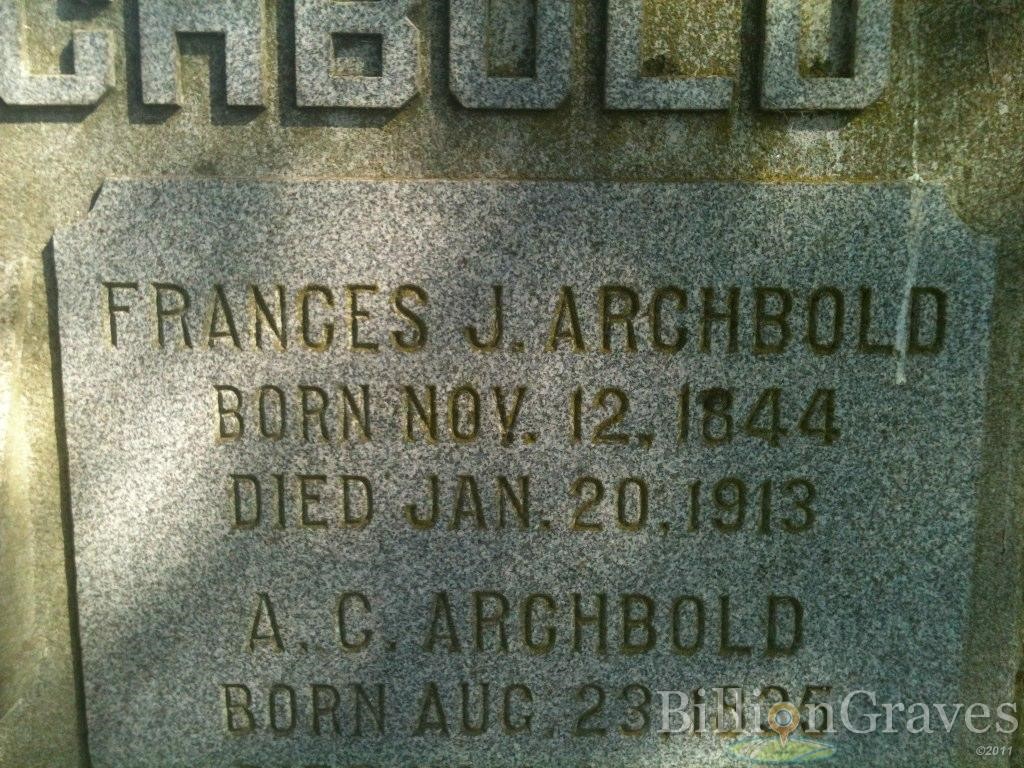 CHBOLD
FRANCES J. ARCHBOLD
BORN NOV. 12, 1844
DIED JAN. 20, 1913
A. C. ARCHBOLD
BORN AUG. 23,
BillionGraves
©2011